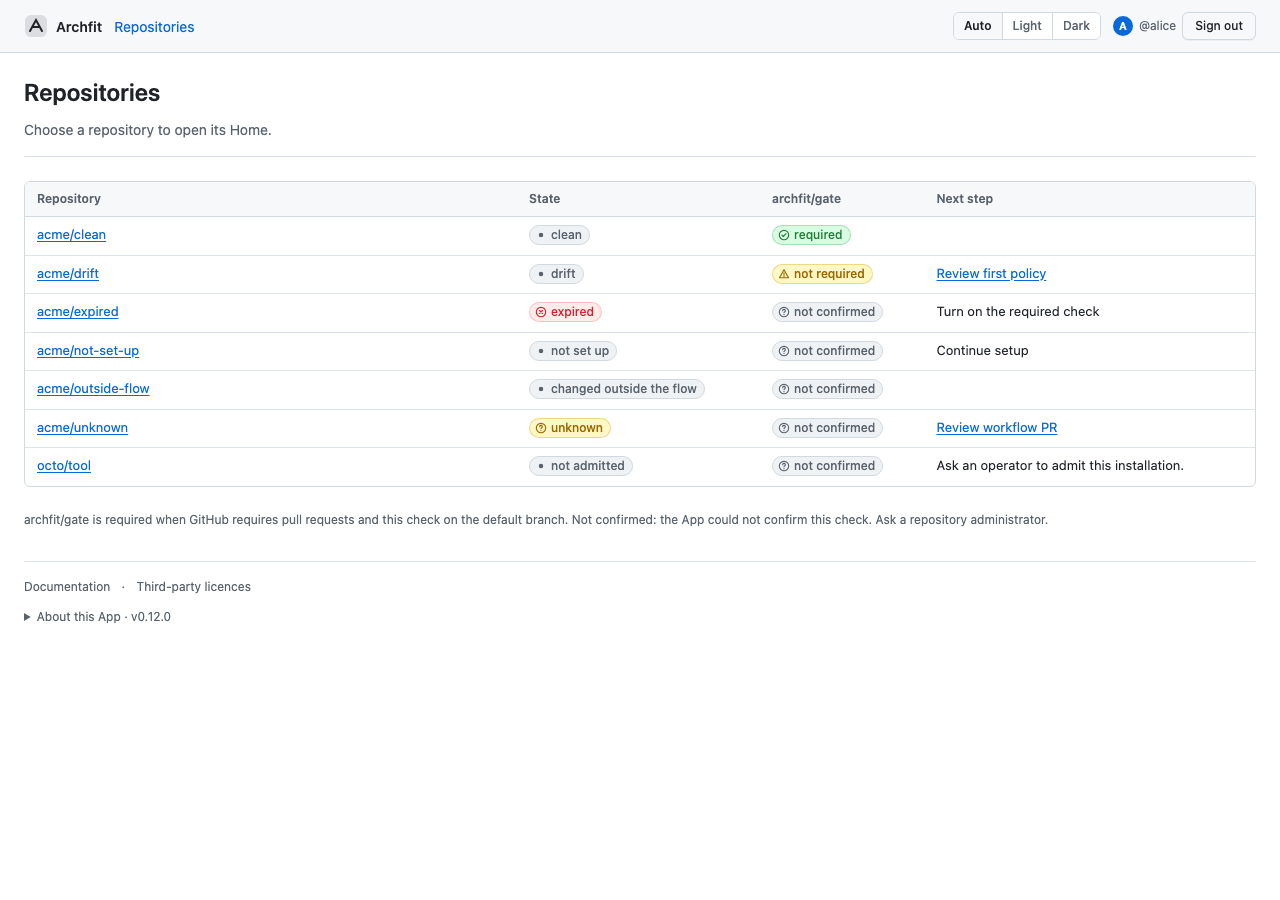 Archfit Repositories Auto Light Dark A @alice Sign out
Repositories
Choose a repository to open its Home.
Repository State archfit/gate Next step
acme/clean clean required
acme/drift drift not required Review first policy
acme/expired expired not confirmed Turn on the required check
acme/not-set-up not set up not confirmed Continue setup
acme/outside-flow changed outside the flow not confirmed
acme/unknown unknown not confirmed Review workflow PR
octo/tool not admitted not confirmed Ask an operator to admit this installation.
archfit/gate is required when GitHub requires pull requests and this check on the default branch. Not confirmed: the App could not confirm this check. Ask a repository administrator.
Documentation · Third-party licences
About this App · v0.12.0